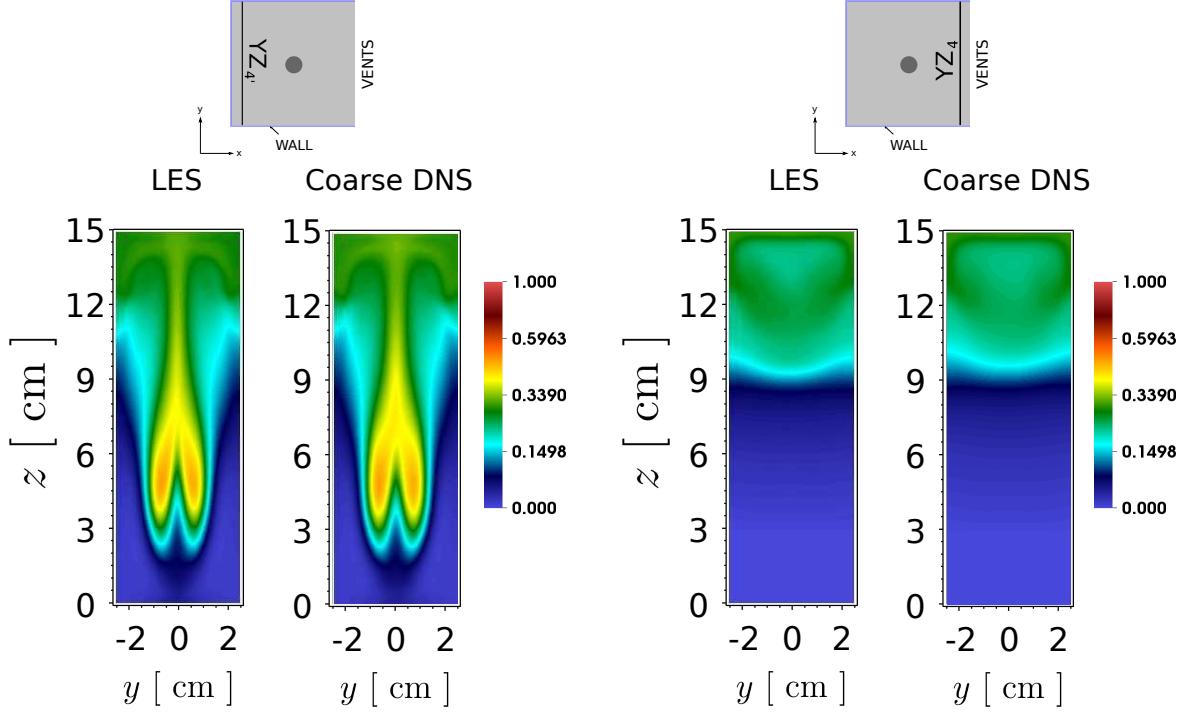 YZ4'
VENTS
y
x
WALL
YZ4
VENTS
y
x
WALL
LES
Coarse DNS
LES
Coarse DNS
15
12
9
6
3
0
-2 0 2
y [ cm ]
z [ cm ]
15
12
9
6
3
0
-2 0 2
y [ cm ]
1.000
0.5963
0.3390
0.1498
0.000
15
12
9
6
3
0
-2 0 2
y [ cm ]
z [ cm ]
15
12
9
6
3
0
-2 0 2
y [ cm ]
1.000
0.5963
0.3390
0.1498
0.000